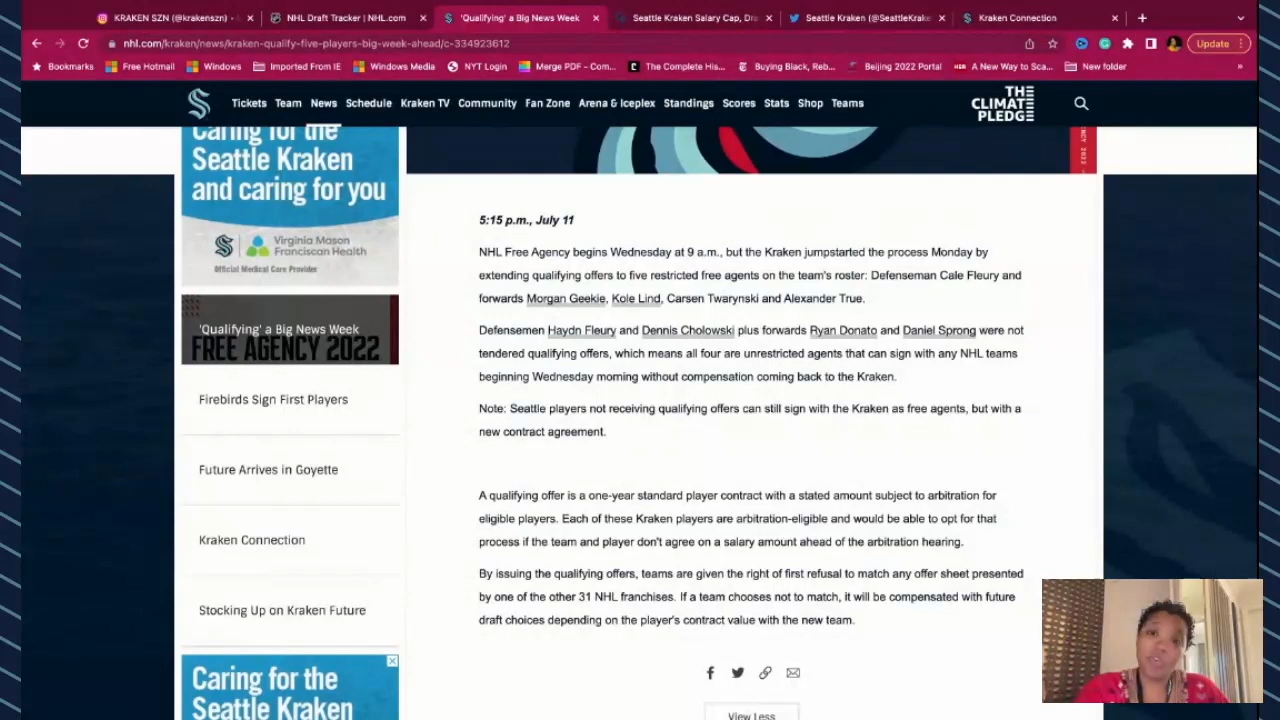 KRAKEN SZN (@krakenszn) -
NHL Draft Tracker | NHL.com
'Qualifying' a Big News Week
Seattle Kraken Salary Cap, Dra
Seattle Kraken (@SeattleKrake
Kraken Connection
nhl.com/kraken/news/kraken-qualify-five-players-big-week-ahead/c-334923612
Update
Bookmarks
Free Hotmail
Windows
Imported From IE
Windows Media
NYT Login
Merge PDF - Com...
The Complete His...
Buying Black, Reb...
Beijing 2022 Portal
A New Way to Sca...
New folder
Tickets Team News Schedule Kraken TV Community Fan Zone Arena & Iceplex Standings Scores Stats Shop Teams
THE
CLIMATE
PLEDGE
Caring for the
Seattle Kraken
and caring for you
Virginia Mason
Franciscan Health
Official Medical Care Provider
'Qualifying' a Big News Week
FREE AGENCY 2022
Firebirds Sign First Players
Future Arrives in Goyette
Kraken Connection
Stocking Up on Kraken Future
Caring for the
Seattle Kraken
NCY 2022
5:15 p.m., July 11
NHL Free Agency begins Wednesday at 9 a.m., but the Kraken jumpstarted the process Monday by
extending qualifying offers to five restricted free agents on the team's roster: Defenseman Cale Fleury and
forwards Morgan Geekie, Kole Lind, Carsen Twarynski and Alexander True.
Defensemen Haydn Fleury and Dennis Cholowski plus forwards Ryan Donato and Daniel Sprong were not
tendered qualifying offers, which means all four are unrestricted agents that can sign with any NHL teams
beginning Wednesday morning without compensation coming back to the Kraken.
Note: Seattle players not receiving qualifying offers can still sign with the Kraken as free agents, but with a
new contract agreement.
A qualifying offer is a one-year standard player contract with a stated amount subject to arbitration for
eligible players. Each of these Kraken players are arbitration-eligible and would be able to opt for that
process if the team and player don't agree on a salary amount ahead of the arbitration hearing.
By issuing the qualifying offers, teams are given the right of first refusal to match any offer sheet presented
by one of the other 31 NHL franchises. If a team chooses not to match, it will be compensated with future
draft choices depending on the player's contract value with the new team.
View Less